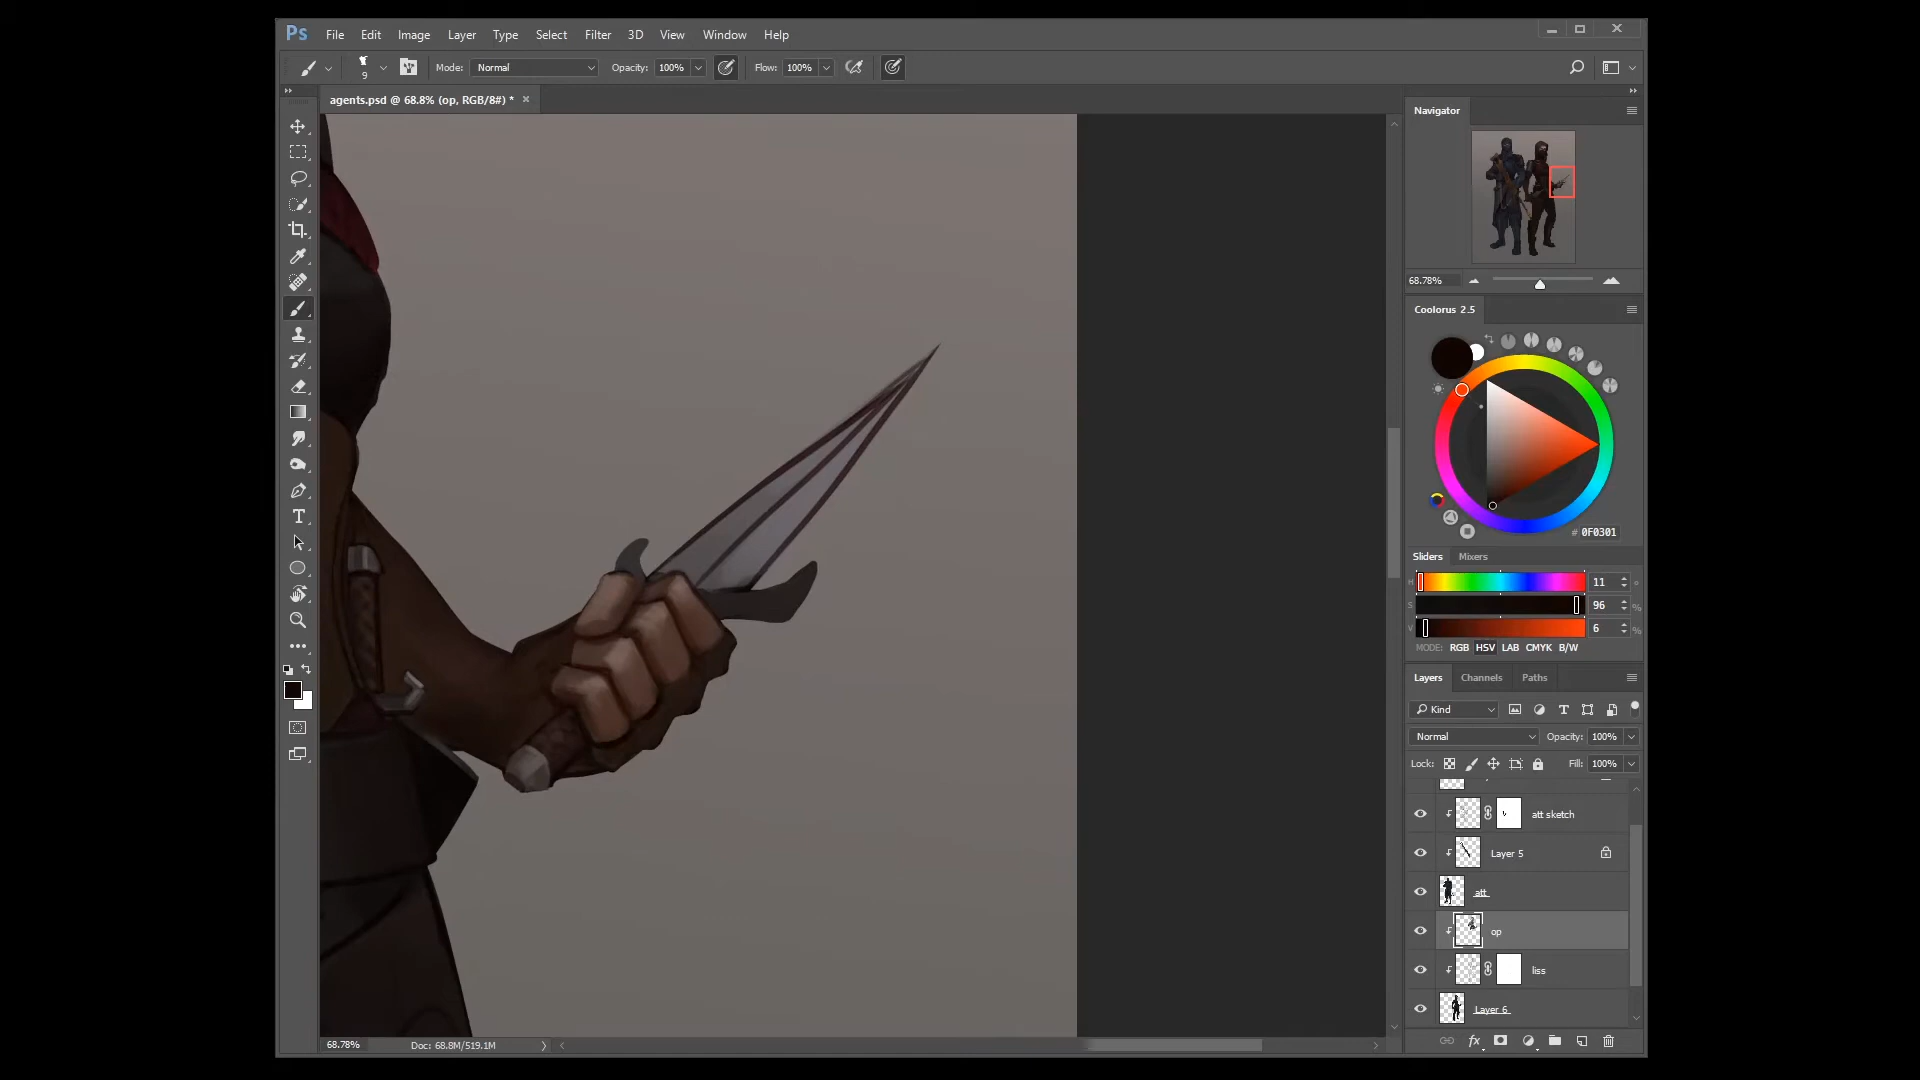 Ps File Edit Image Layer Type Select Filter 3D View Window Help
9 Mode: Normal Opacity: 100% Flow: 100%
agents.psd @ 68.8% (op, RGB/8#) * ×
Navigator
68.78%
Coolorus 2.5
# 0F0301
Sliders Mixers
H 11 °
S 96 %
V 6 %
MODE: RGB HSV LAB CMYK B/W
Layers Channels Paths
Kind
Normal Opacity: 100%
Lock: Fill: 100%
att sketch
Layer 5
att
op
liss
Layer 6
fx
68.78% Doc: 68.8M/519.1M